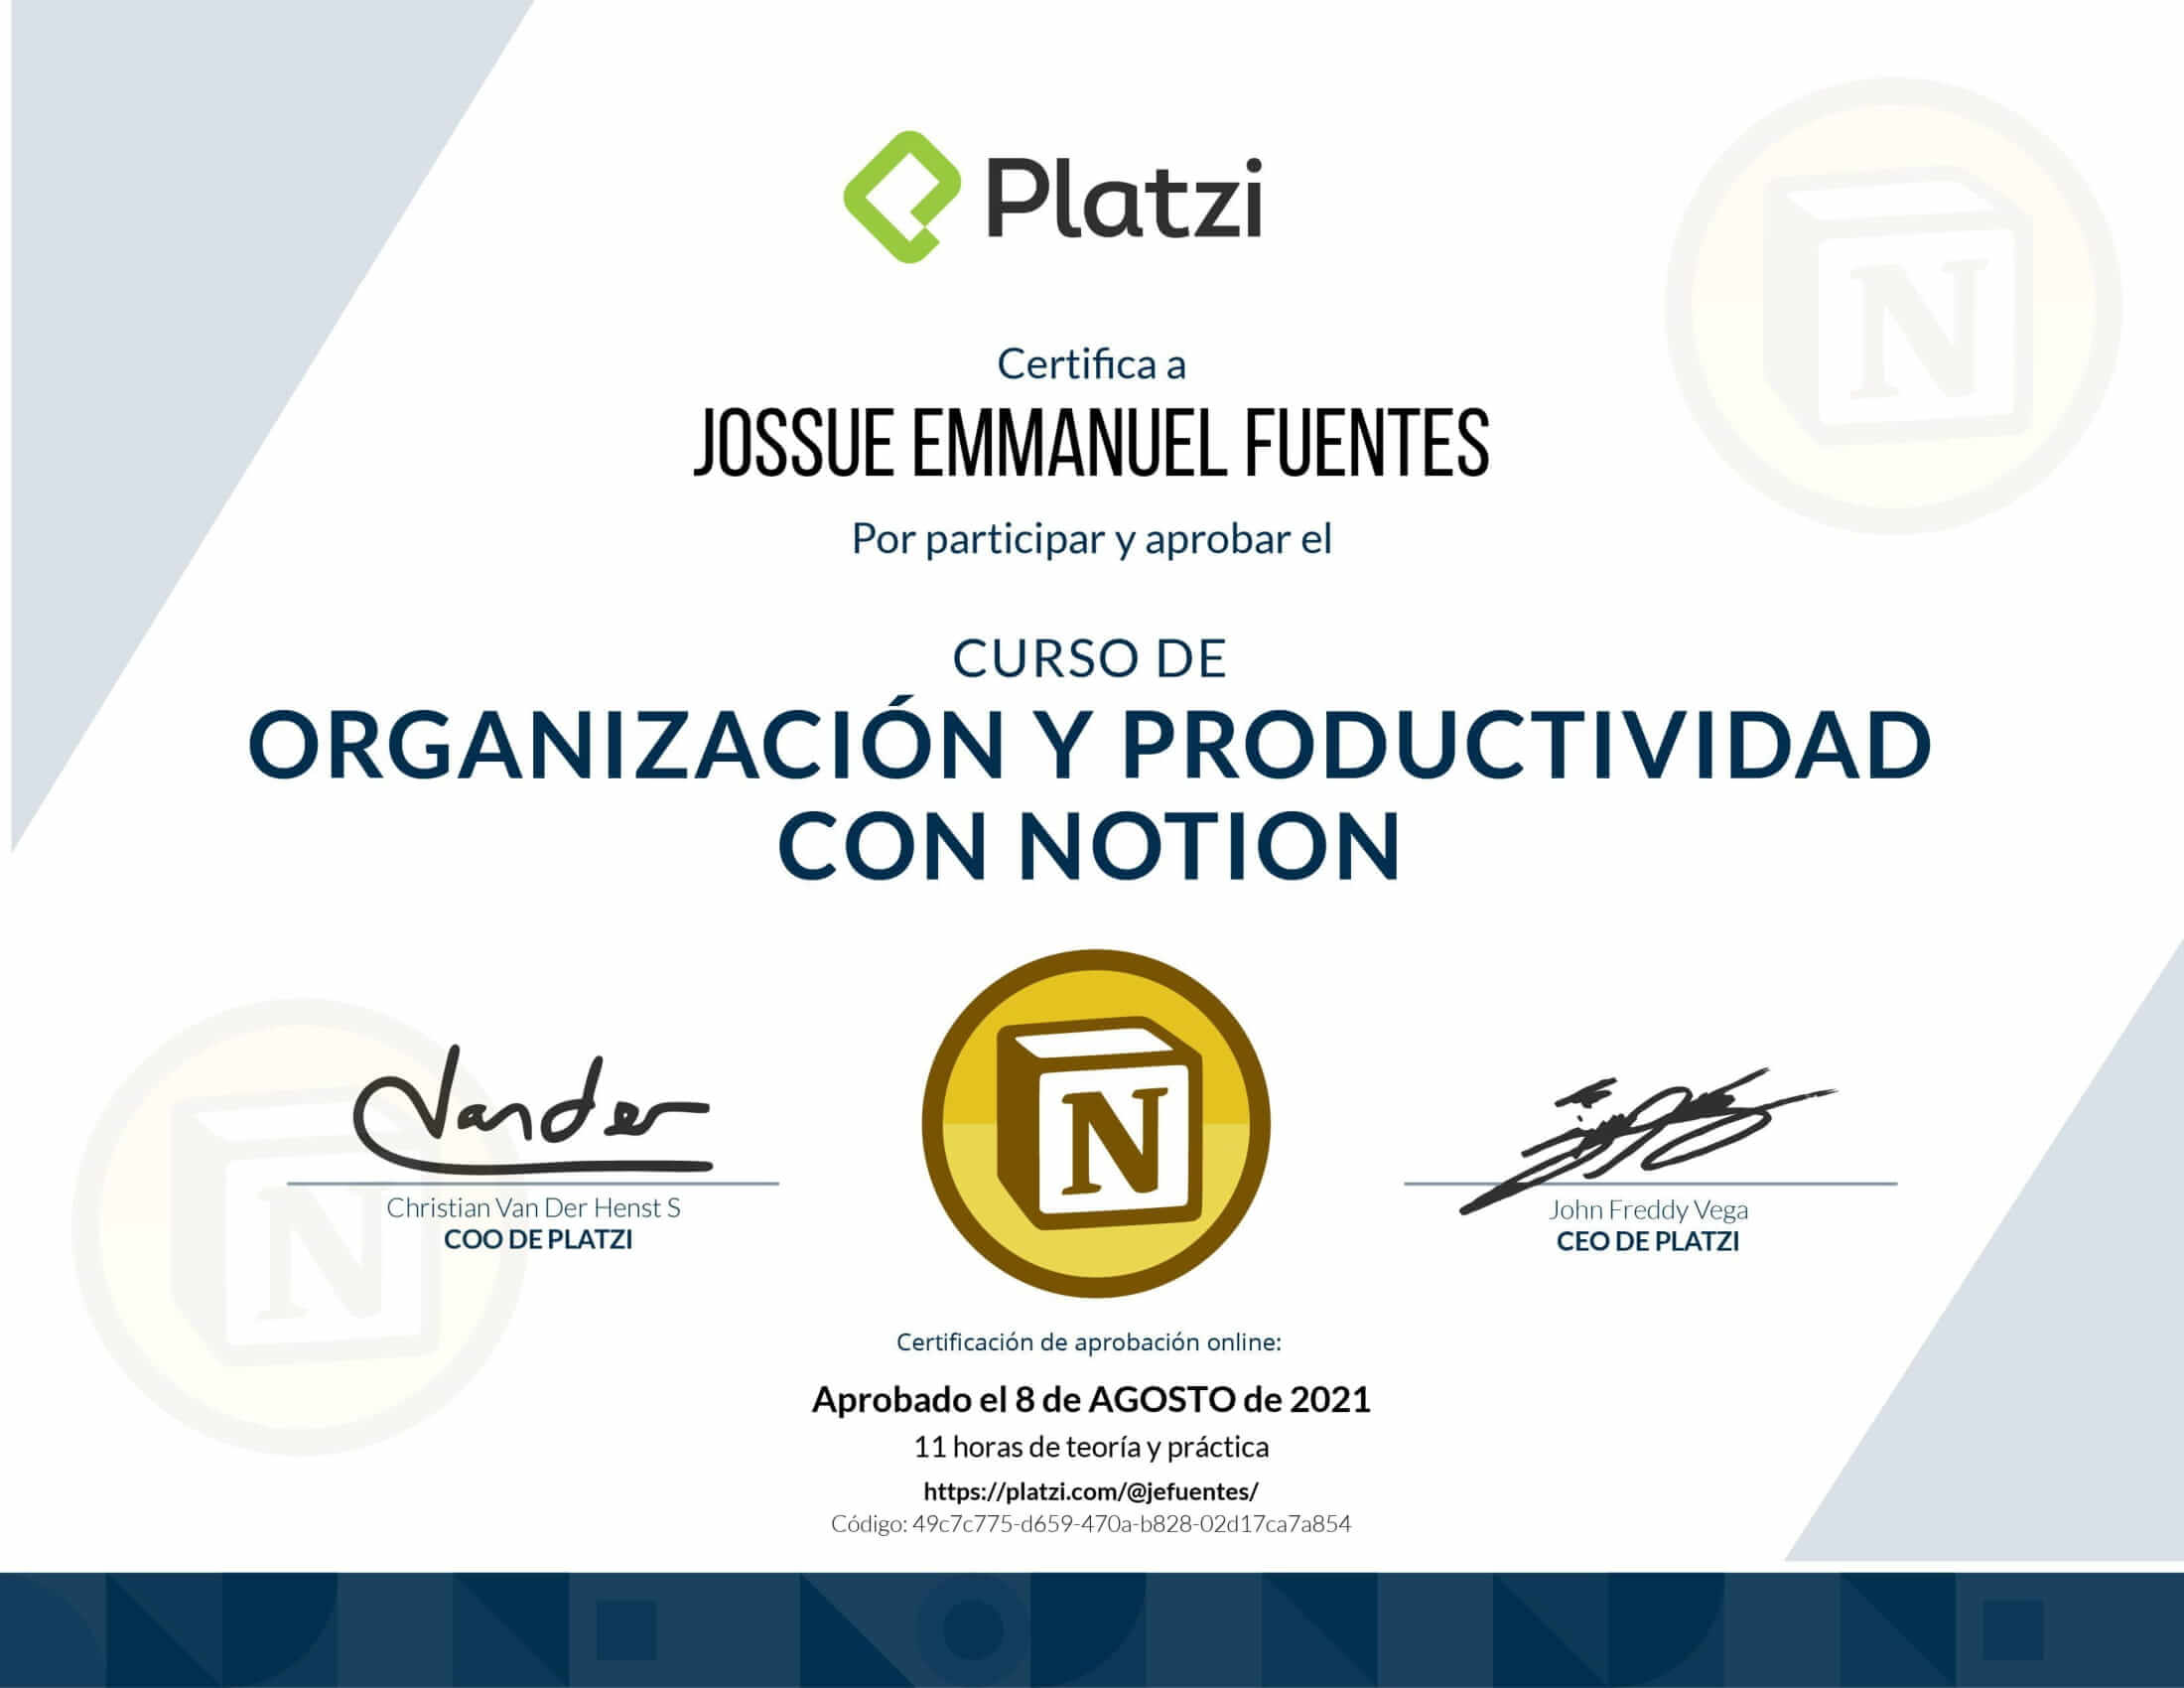 Platzi
Certifica a
JOSSUE EMMANUEL FUENTES
Por participar y aprobar el
CURSO DE
ORGANIZACIÓN Y PRODUCTIVIDAD
CON NOTION
N
N
N
Vander
Christian Van Der Henst S
COO DE PLATZI
John Freddy Vega
CEO DE PLATZI
Certificación de aprobación online:
Aprobado el 8 de AGOSTO de 2021
11 horas de teoría y práctica
https://platzi.com/@jefuentes/
Código: 49c7c775-d659-470a-b828-02d17ca7a854